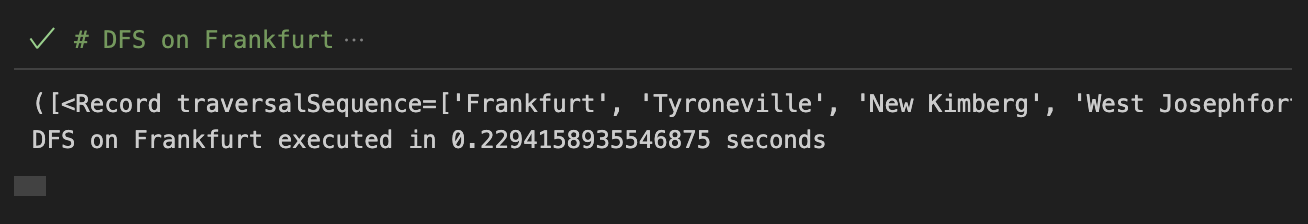 # DFS on Frankfurt ...
([<Record traversalSequence=['Frankfurt', 'Tyroneville', 'New Kimberg', 'West Josephfor
DFS on Frankfurt executed in 0.2294158935546875 seconds